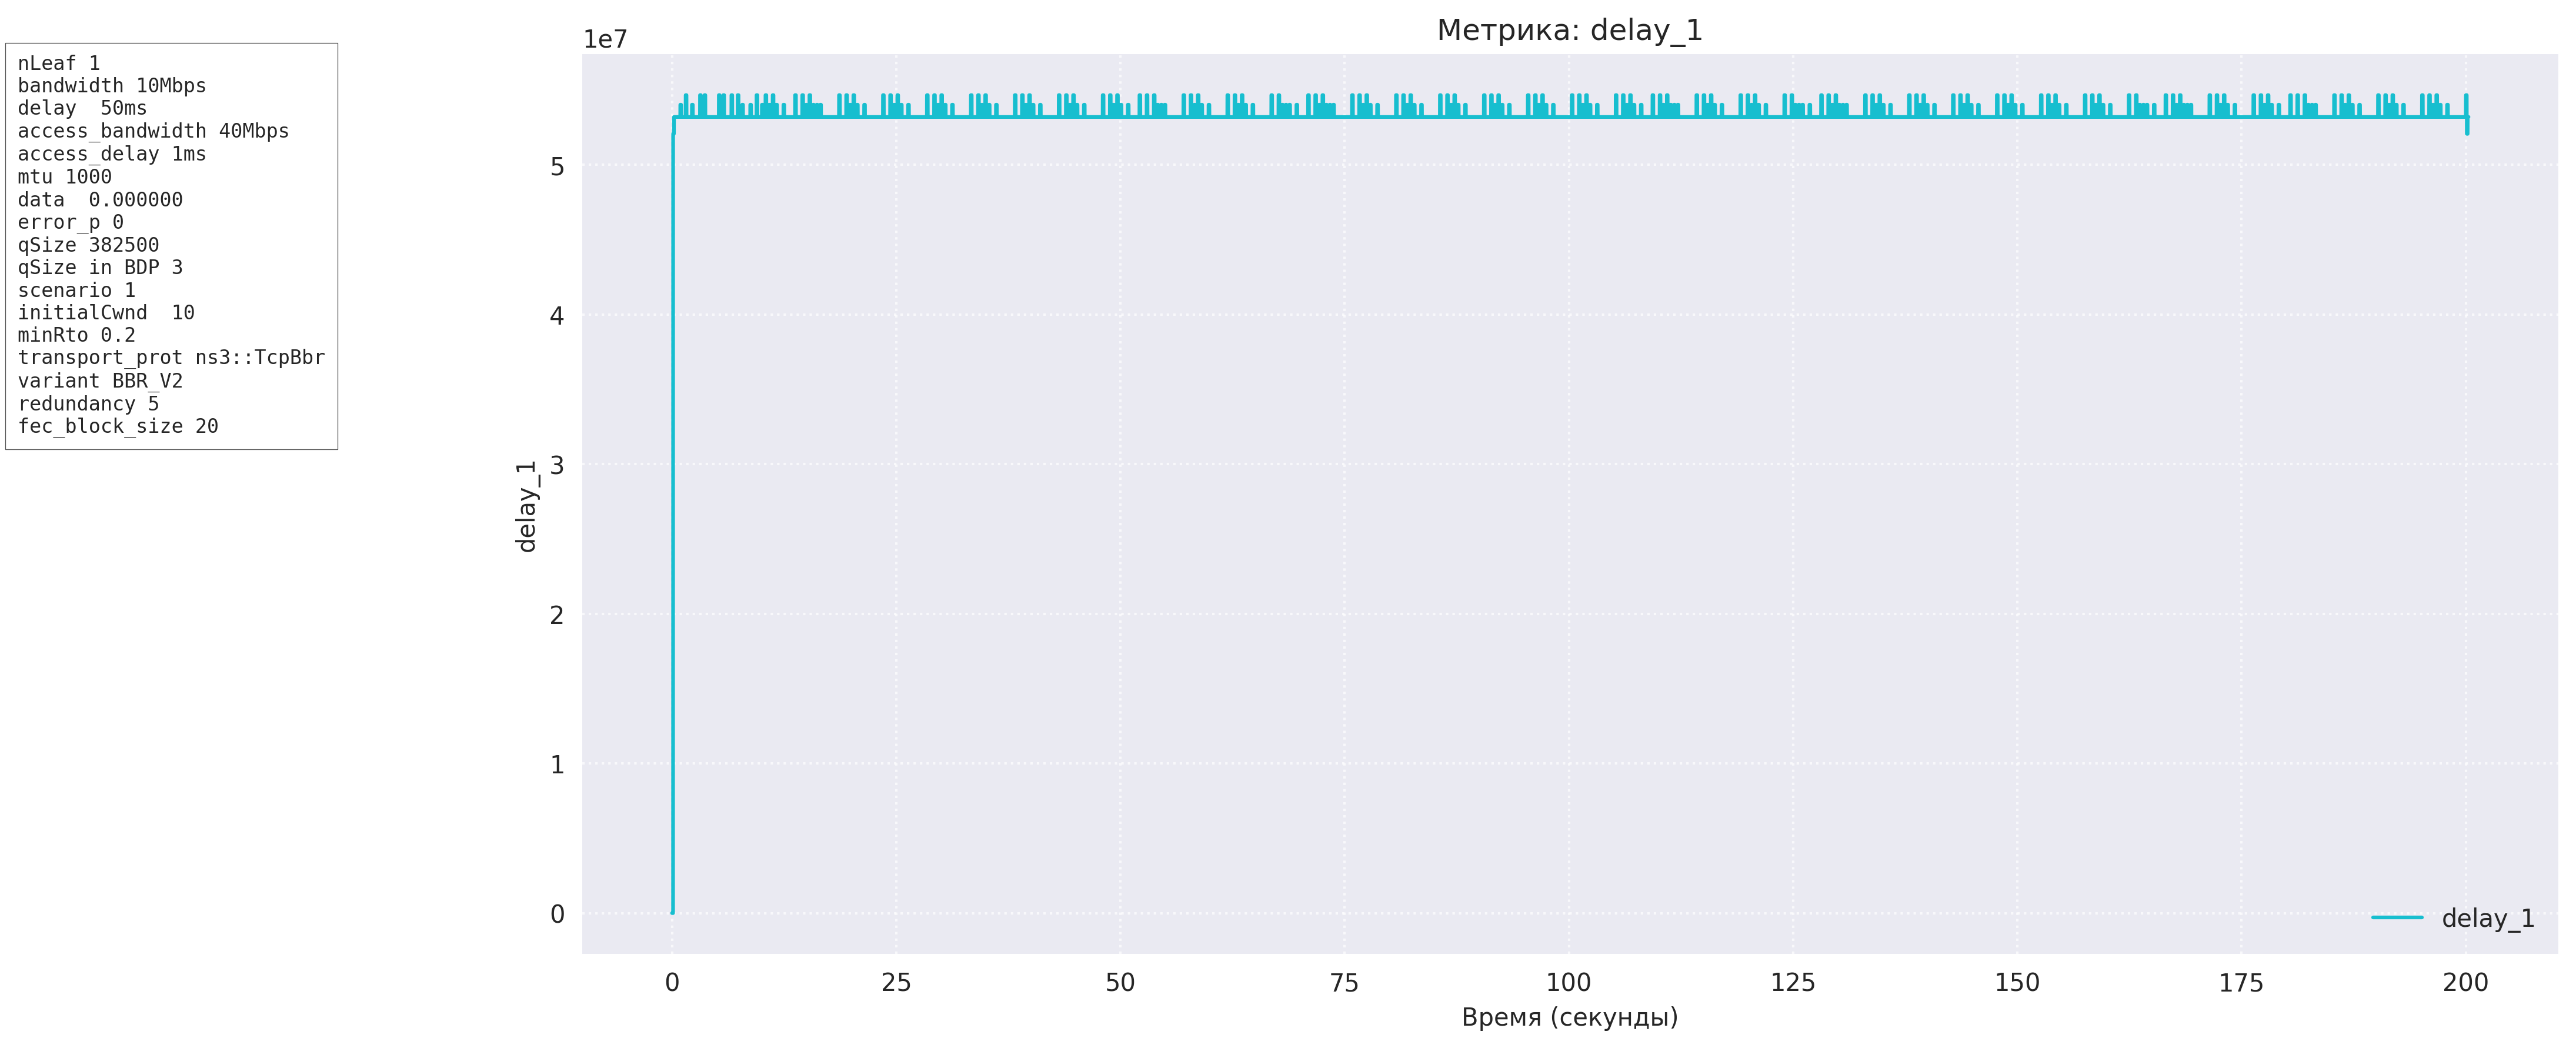 nLeaf 1
bandwidth 10Mbps
delay  50ms
access_bandwidth 40Mbps
access_delay 1ms
mtu 1000
data  0.000000
error_p 0
qSize 382500
qSize in BDP 3
scenario 1
initialCwnd  10
minRto 0.2
transport_prot ns3::TcpBbr
variant BBR_V2
redundancy 5
fec_block_size 20
Метрика: delay_1
1e7
5
4
3
2
1
0
delay_1
delay_1
0 25 50 75 100 125 150 175 200
Время (секунды)